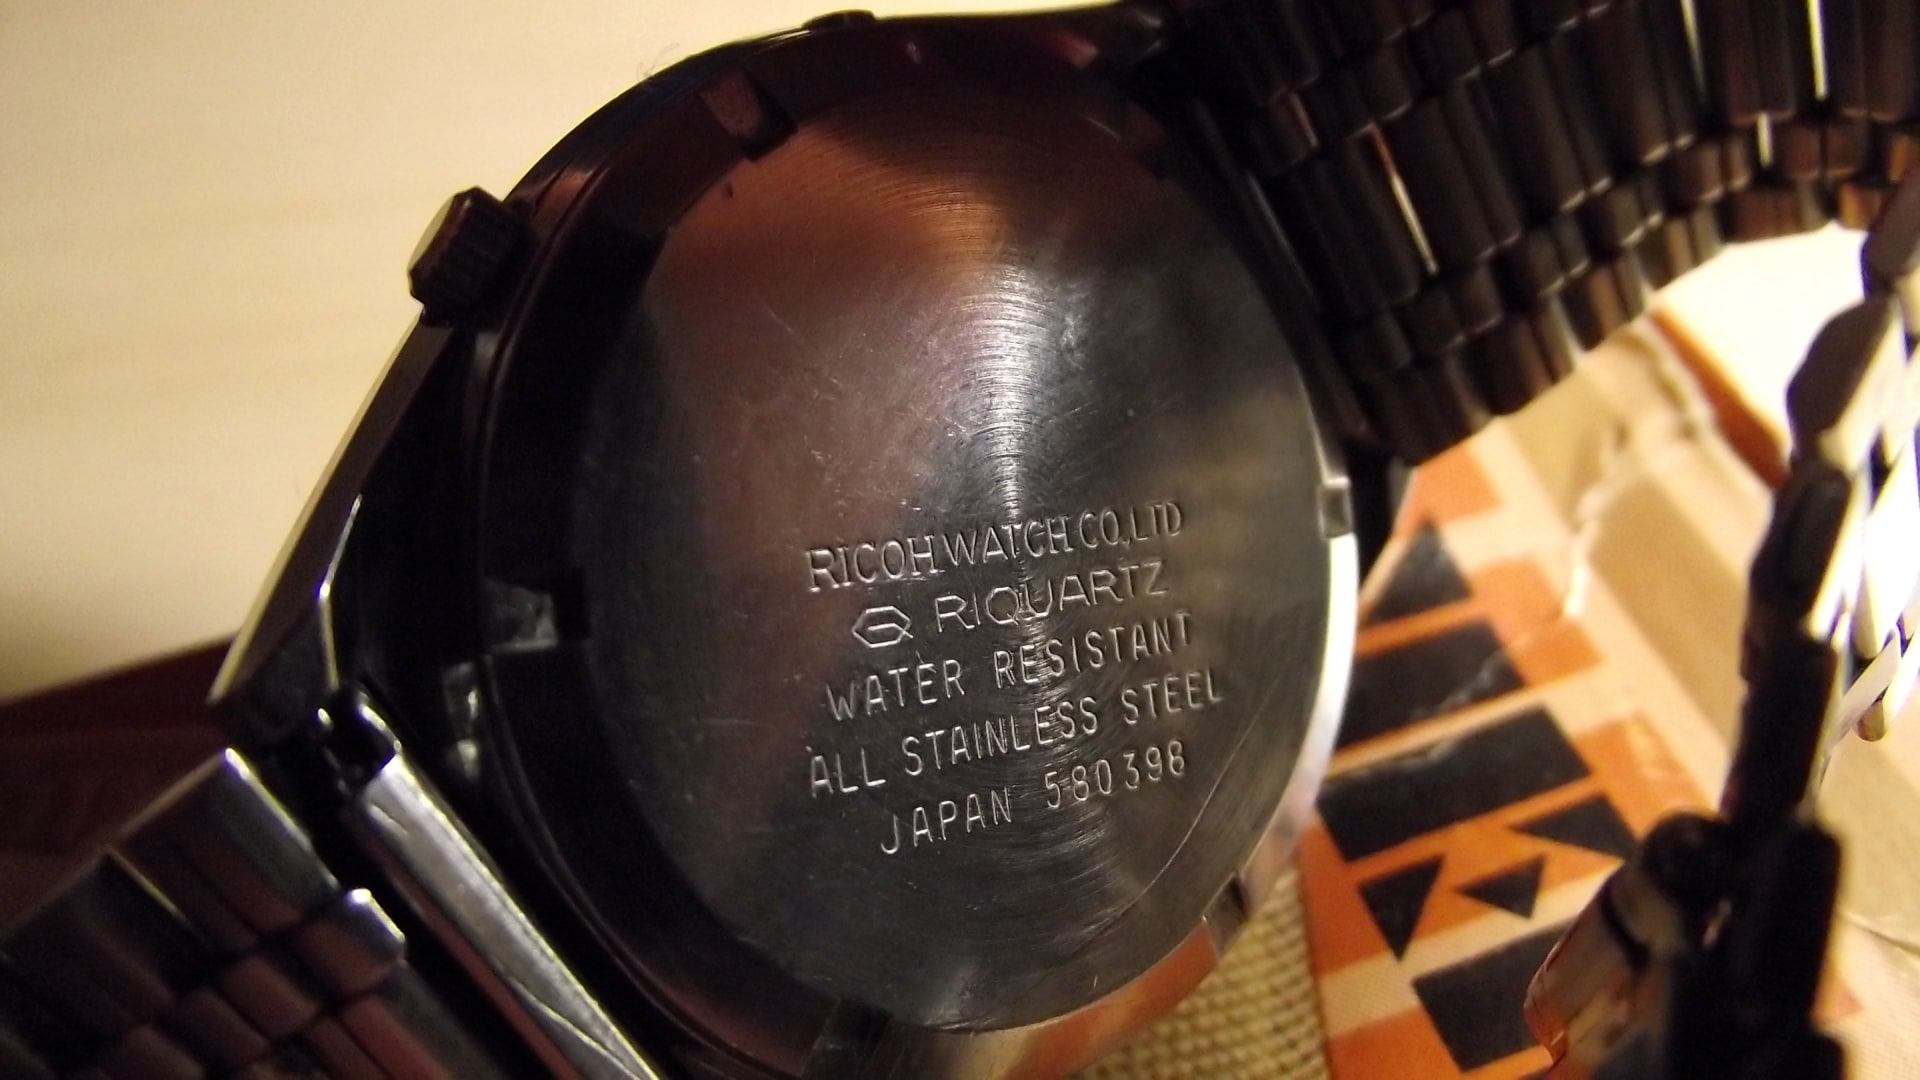 RICOH WATCH CO.,LTD
RIQUARTZ
WATER RESISTANT
ALL STAINLESS STEEL
JAPAN 580398